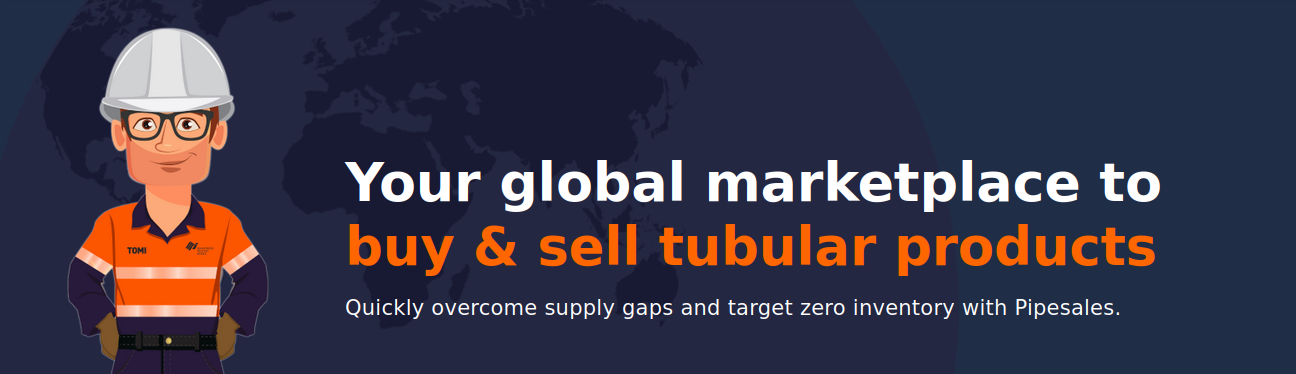 Your global marketplace to
buy & sell tubular products
Quickly overcome supply gaps and target zero inventory with Pipesales.
TOMI